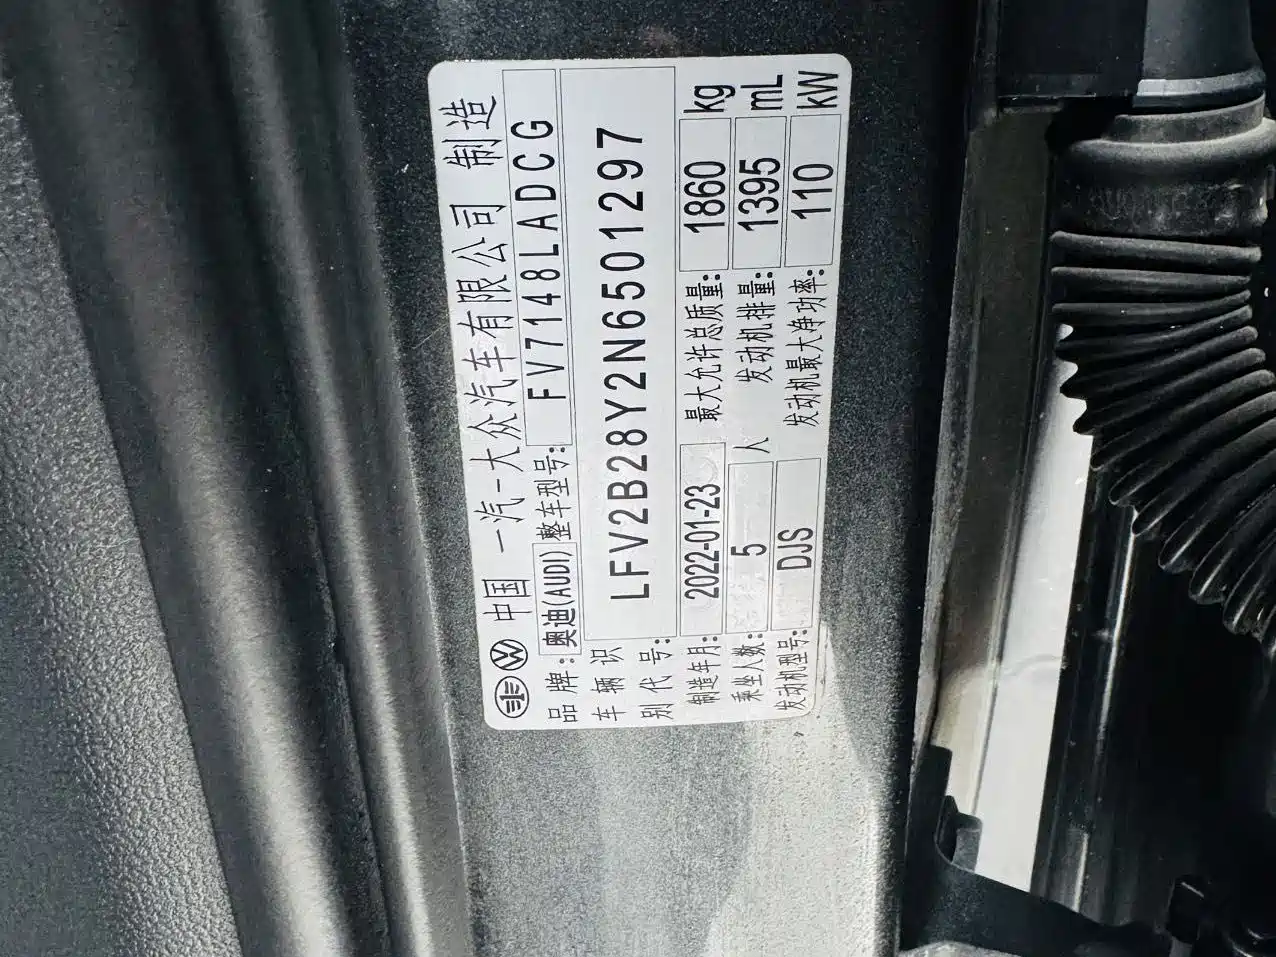 中国 一汽-大众汽车有限公司 制造
品牌: 奥迪(AUDI) 整车型号: FV7148LADCG
车辆识别代号: LFV2B28Y2N6501297
制造年月: 2022-01-23 最大允许总质量: 1860 kg
乘坐人数: 5 人 发动机排量: 1395 mL
发动机型号: DJS 发动机最大净功率: 110 kW